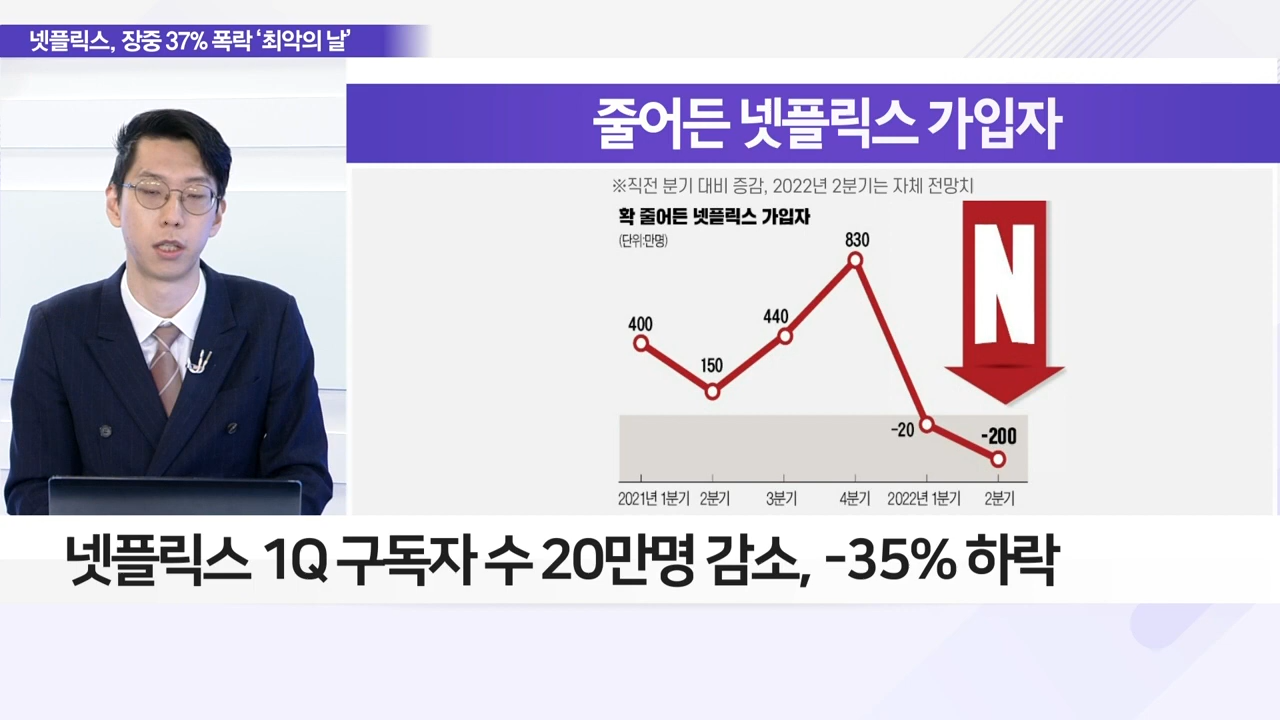 넷플릭스, 장중 37% 폭락 ‘최악의 날’
줄어든 넷플릭스 가입자
※직전 분기 대비 증감, 2022년 2분기는 자체 전망치
확 줄어든 넷플릭스 가입자
(단위:만명)
830
400
440
150
-20
-200
N
2021년 1분기 2분기 3분기 4분기 2022년 1분기 2분기
넷플릭스 1Q 구독자 수 20만명 감소, -35% 하락